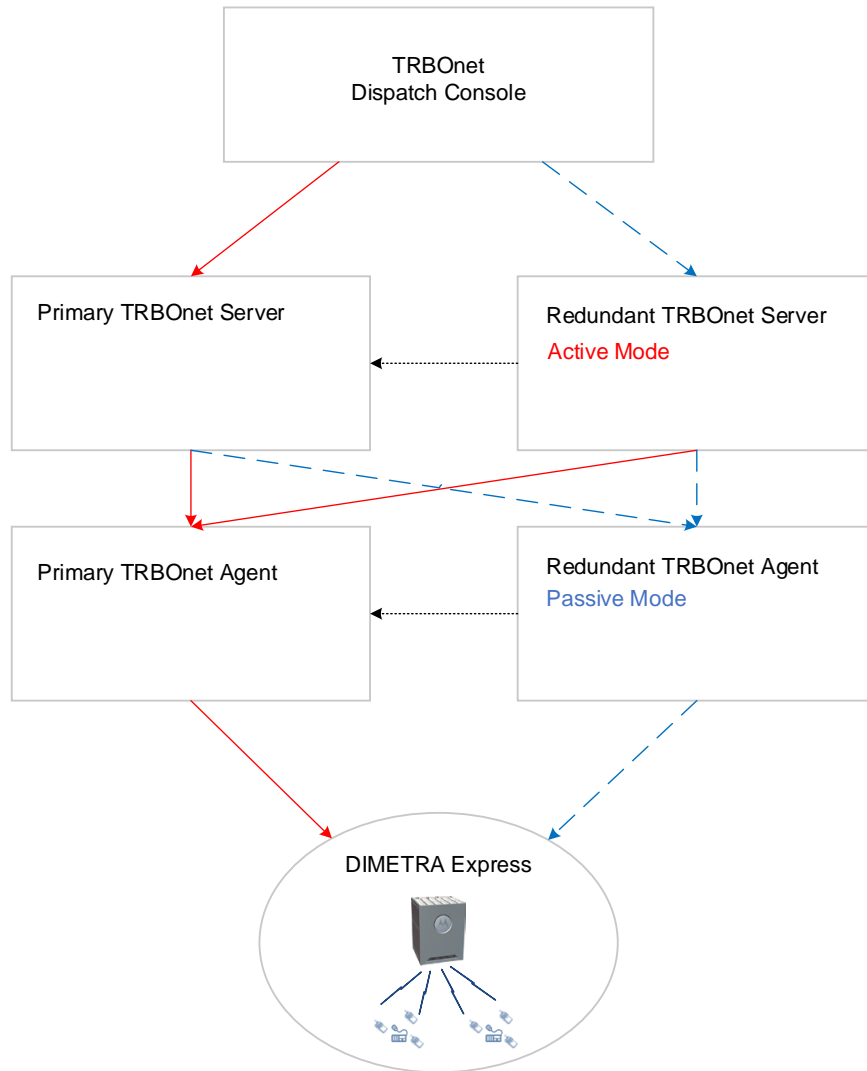 TRBOnet
Dispatch Console
Primary TRBOnet Server
Redundant TRBOnet Server
Active Mode
Primary TRBOnet Agent
Redundant TRBOnet Agent
Passive Mode
DIMETRA Express